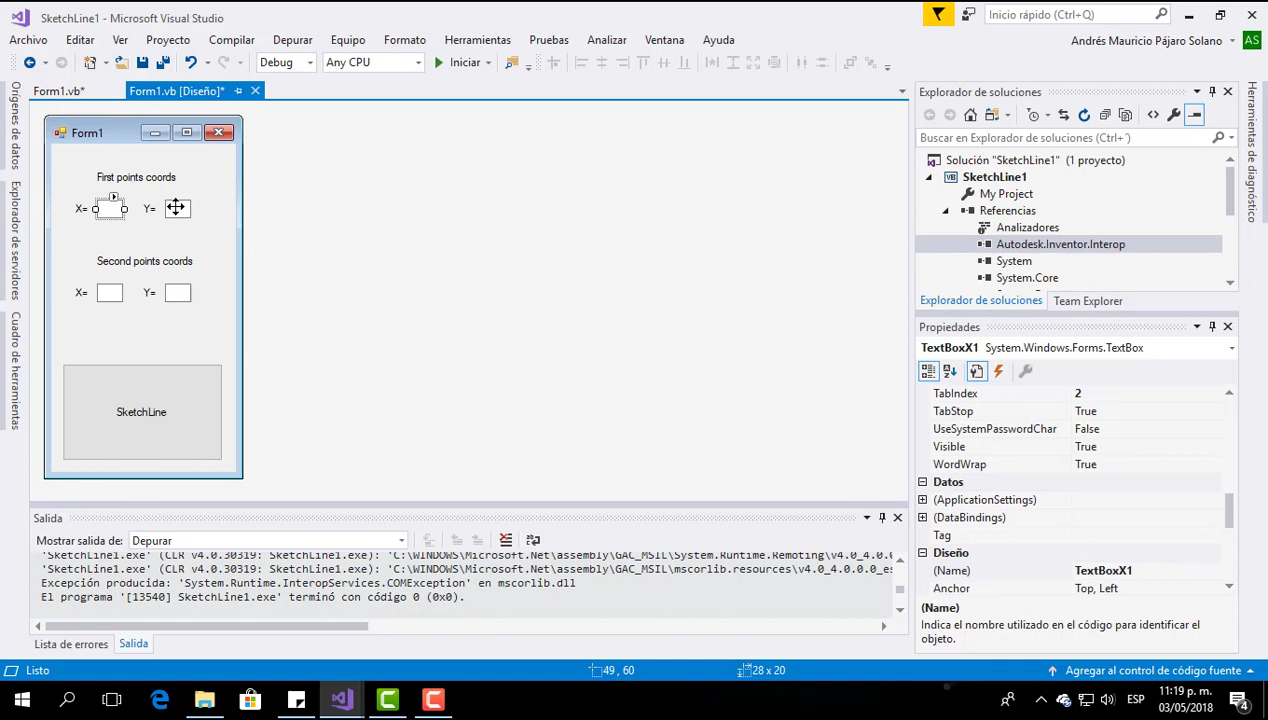 SketchLine1 - Microsoft Visual Studio
Inicio rápido (Ctrl+Q)
Archivo Editar Ver Proyecto Compilar Depurar Equipo Formato Herramientas Pruebas Analizar Ventana Ayuda
Andrés Mauricio Pájaro Solano
AS
Debug Any CPU Iniciar
Form1.vb* Form1.vb [Diseño]*
Orígenes de datos
Explorador de servidores
Cuadro de herramientas
Form1
First points coords
X= Y=
Second points coords
X= Y=
SketchLine
Explorador de soluciones
Buscar en Explorador de soluciones (Ctrl+´)
Solución "SketchLine1" (1 proyecto)
VB SketchLine1
My Project
Referencias
Analizadores
Autodesk.Inventor.Interop
System
System.Core
Explorador de soluciones Team Explorer
Herramientas de diagnóstico
Propiedades
TextBoxX1 System.Windows.Forms.TextBox
TabIndex 2
TabStop True
UseSystemPasswordChar False
Visible True
WordWrap True
Datos
(ApplicationSettings)
(DataBindings)
Tag
Diseño
(Name) TextBoxX1
Anchor Top, Left
(Name)
Indica el nombre utilizado en el código para identificar el
objeto.
Salida
Mostrar salida de: Depurar
'SketchLine1.exe' (CLR v4.0.30319: SketchLine1.exe): 'C:\WINDOWS\Microsoft.Net\assembly\GAC_MSIL\System.Runtime.Remoting\v4.0_4.0.0
'SketchLine1.exe' (CLR v4.0.30319: SketchLine1.exe): 'C:\WINDOWS\Microsoft.Net\assembly\GAC_MSIL\mscorlib.resources\v4.0_4.0.0.0_es
Excepción producida: 'System.Runtime.InteropServices.COMException' en mscorlib.dll
El programa '[13540] SketchLine1.exe' terminó con código 0 (0x0).
Lista de errores Salida
Listo
49 , 60
28 x 20
Agregar al control de código fuente
ESP
11:19 p. m.
03/05/2018
4